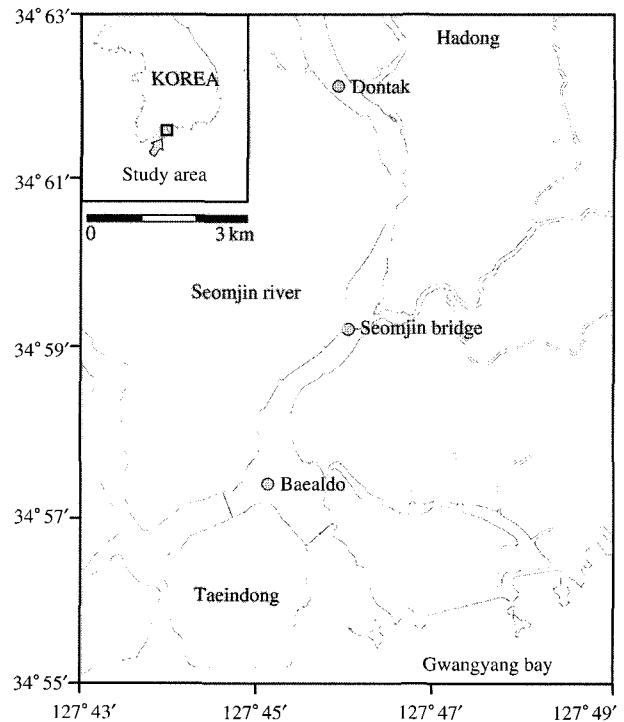 34°63′
Hadong
KOREA
Dontak
Study area
34°61′
0 3 km
Seomjin river
Seomjin bridge
34°59′
Baealdo
34°57′
Taeindong
Gwangyang bay
34°55′
127°43′ 127°45′ 127°47′ 127°49′